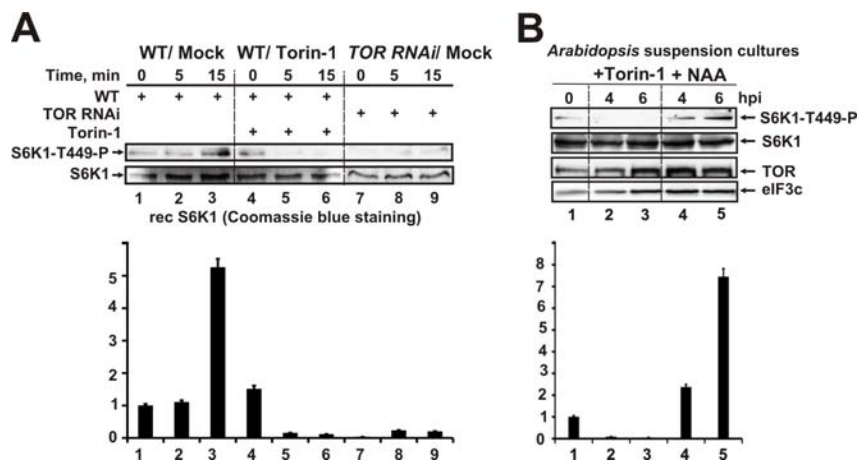 A
WT/ Mock WT/ Torin-1 TOR RNAi/ Mock
Time, min 0 5 15 0 5 15 0 5 15
WT + + + + + +
TOR RNAi + + +
Torin-1 + + +
S6K1-T449-P
S6K1
1 2 3 4 5 6 7 8 9
rec S6K1 (Coomassie blue staining)
5
4
3
2
1
0
1 2 3 4 5 6 7 8 9
B
Arabidopsis suspension cultures
+Torin-1 + NAA
0 4 6 4 6 hpi
S6K1-T449-P
S6K1
TOR
eIF3c
1 2 3 4 5
8
7
6
5
4
3
2
1
0
1 2 3 4 5